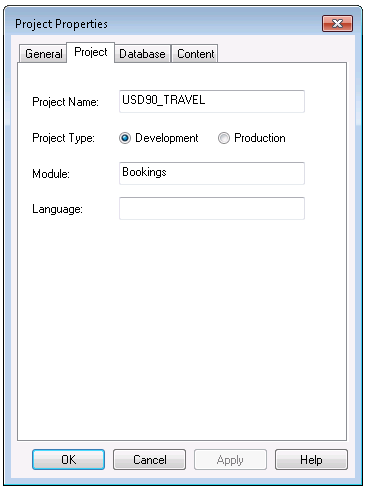 Project Properties
General Project Database Content
Project Name: USD90_TRAVEL
Project Type: Development Production
Module: Bookings
Language:
OK Cancel Apply Help